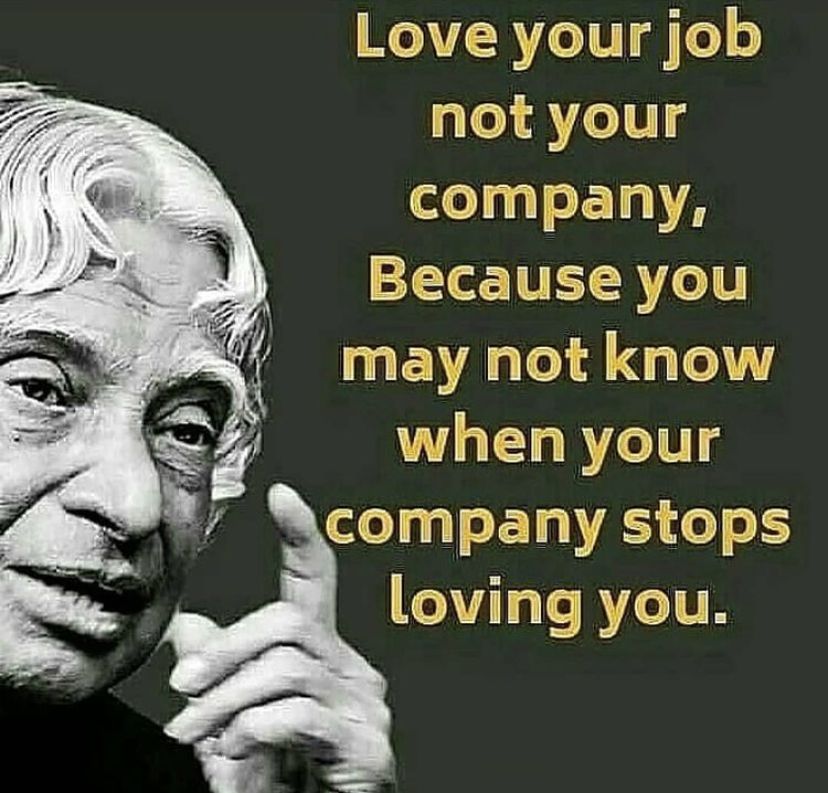 Love your job
not your
company,
Because you
may not know
when your
company stops
loving you.